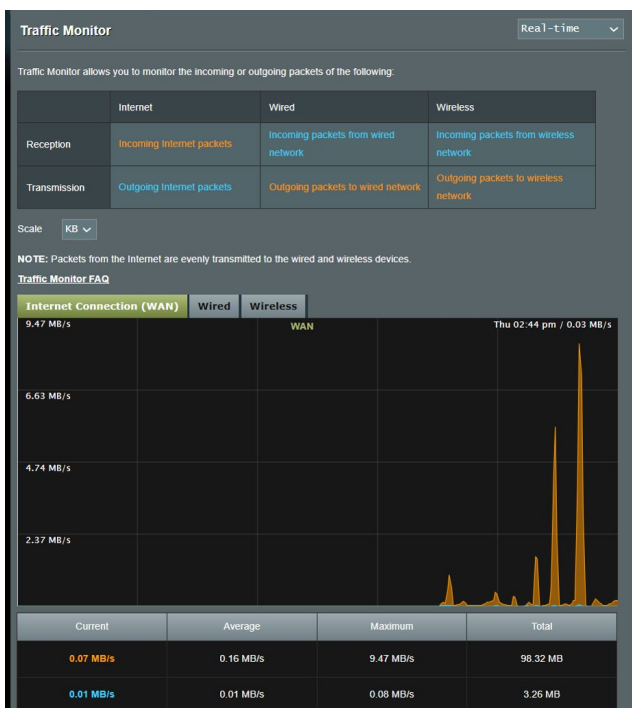 Traffic Monitor
Real-time
Traffic Monitor allows you to monitor the incoming or outgoing packets of the following:
Internet Wired Wireless
Reception Incoming Internet packets Incoming packets from wired network Incoming packets from wireless network
Transmission Outgoing Internet packets Outgoing packets to wired network Outgoing packets to wireless network
Scale KB
NOTE: Packets from the Internet are evenly transmitted to the wired and wireless devices.
Traffic Monitor FAQ
Internet Connection (WAN) Wired Wireless
9.47 MB/s WAN Thu 02:44 pm / 0.03 MB/s
6.63 MB/s
4.74 MB/s
2.37 MB/s
Current Average Maximum Total
0.07 MB/s 0.16 MB/s 9.47 MB/s 98.32 MB
0.01 MB/s 0.01 MB/s 0.08 MB/s 3.26 MB